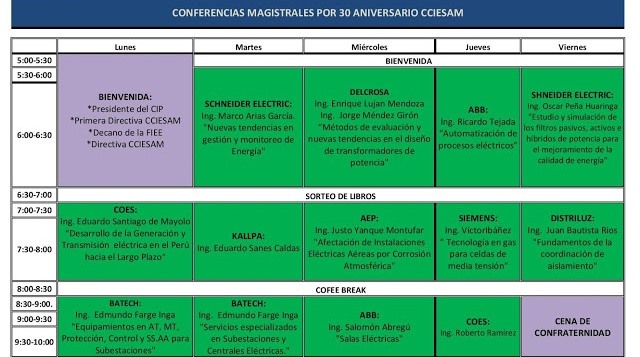 CONFERENCIAS MAGISTRALES POR 30 ANIVERSARIO CCIESAM
Lunes Martes Miércoles Jueves Viernes
5:00-5:30
BIENVENIDA
5:30-6:00
6:00-6:30
BIENVENIDA:
*Presidente del CIP
*Primera Directiva CCIESAM
*Decano de la FIEE
*Directiva CCIESAM
SCHNEIDER ELECTRIC:
Ing. Marco Arias García.
"Nuevas tendencias en
gestión y monitoreo de
Energía"
DELCROSA
Ing. Enrique Lujan Mendoza
Ing. Jorge Méndez Girón
"Métodos de evaluación y
nuevas tendencias en el diseño
de transformadores de
potencia"
ABB:
Ing. Ricardo Tejada
"Automatización de
procesos eléctricos"
SHNEIDER ELECTRIC:
Ing. Oscar Peña Huaringa
"Estudio y simulación de
los filtros pasivos, activos e
híbridos de potencia para
el mejoramiento de la
calidad de energía"
6:30-7:00
SORTEO DE LIBROS
7:00-7:30
7:30-8:00
COES:
Ing. Eduardo Santiago de Mayolo
"Desarrollo de la Generación y
Transmisión eléctrica en el Perú
hacia el Largo Plazo"
KALLPA:
Ing. Eduardo Sanes Caldas
AEP:
Ing. Justo Yanque Montufar
"Afectación de Instalaciones
Eléctricas Aéreas por Corrosión
Atmosférica"
SIEMENS:
Ing. VíctorIbáñez
" Tecnología en gas
para celdas de
media tensión"
DISTRILUZ:
Ing. Juan Bautista Rios
"Fundamentos de la
coordinación de
aislamiento"
8:00-8:30
COFEE BREAK
8:30-9:00.
9:00-9:30
9:30-10:00
BATECH:
Ing. Edmundo Farge Inga
"Equipamientos en AT, MT,
Protección, Control y SS.AA para
Subestaciones"
BATECH:
Ing. Edmundo Farge Inga
"Servicios especializados
en Subestaciones y
Centrales Eléctricas."
ABB:
Ing. Salomón Abregú
"Salas Eléctricas"
COES:
Ing. Roberto Ramirez
CENA DE
CONFRATERNIDAD